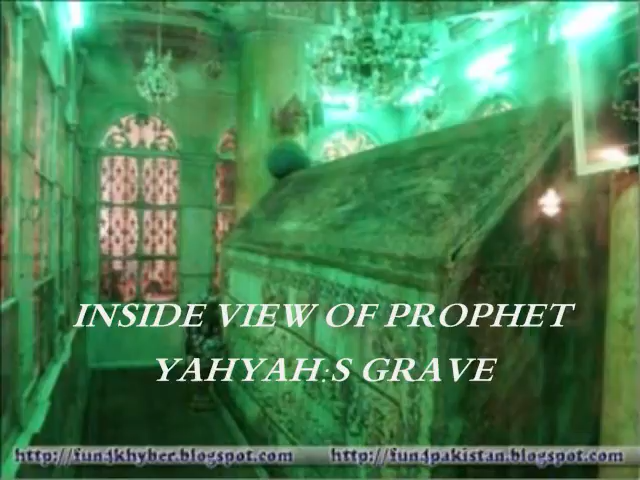 INSIDE VIEW OF PROPHET
YAHYAH:S GRAVE
http://fun4khyber.blogspot.com http://fun4pakistan.blogspot.com